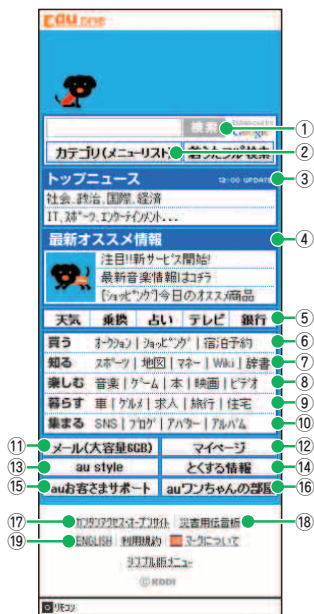 au one
検索 enhanced by Google ①
カテゴリ(メニューリスト) 着うたフル検索 ②
トップニュース 12:00 UPDATE ③
社会、政治、国際、経済
IT、スポーツ、エンターテイメント...
最新オススメ情報 ④
注目!!新サービス開始!
最新音楽情報はコチラ
[ショッピング]今日のオススメ商品
天気 乗換 占い テレビ 銀行 ⑤
買う オークション | ショッピング | 宿泊予約 ⑥
知る スポーツ | 地図 | マネー | Wiki | 辞書 ⑦
楽しむ 音楽 | ゲーム | 本 | 映画 | ビデオ ⑧
暮らす 車 | グルメ | 求人 | 旅行 | 住宅 ⑨
集まる SNS | ブログ | アバター | アルバム ⑩
⑪ メール(大容量6GB) マイページ ⑫
⑬ au style とくする情報 ⑭
⑮ auお客さまサポート auワンちゃんの部屋 ⑯
⑰ カンタンアクセス・オープンサイト 災害用伝言板 ⑱
⑲ ENGLISH 利用規約 マークについて
シンプル版メニュー
© KDDI
リモコン